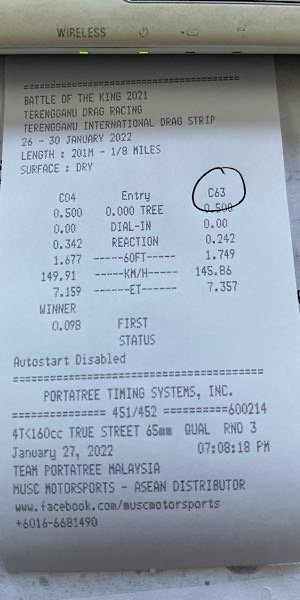 WIRELESS
====================================
BATTLE OF THE KING 2021
TERENGGANU DRAG RACING
TERENGGANU INTERNATIONAL DRAG STRIP
26 - 30 JANUARY 2022
LENGTH : 201M - 1/8 MILES
SURFACE : DRY
C04 Entry C63
0.500 0.000 TREE 0.500
0.00 DIAL-IN 0.00
0.342 REACTION 0.242
1.677 -----60FT----- 1.749
149.91 -----KM/H----- 145.86
7.159 ------ET------ 7.357
WINNER
0.098 FIRST
STATUS
Autostart Disabled
========================================
PORTATREE TIMING SYSTEMS, INC.
=============== 451/452 ==========600214
4T<160cc TRUE STREET 65mm QUAL RND 3
January 27, 2022 07:08:18 PM
TEAM PORTATREE MALAYSIA
MUSC MOTORSPORTS - ASEAN DISTRIBUTOR
www.facebook.com/muscmotorsports
+6016-6681490